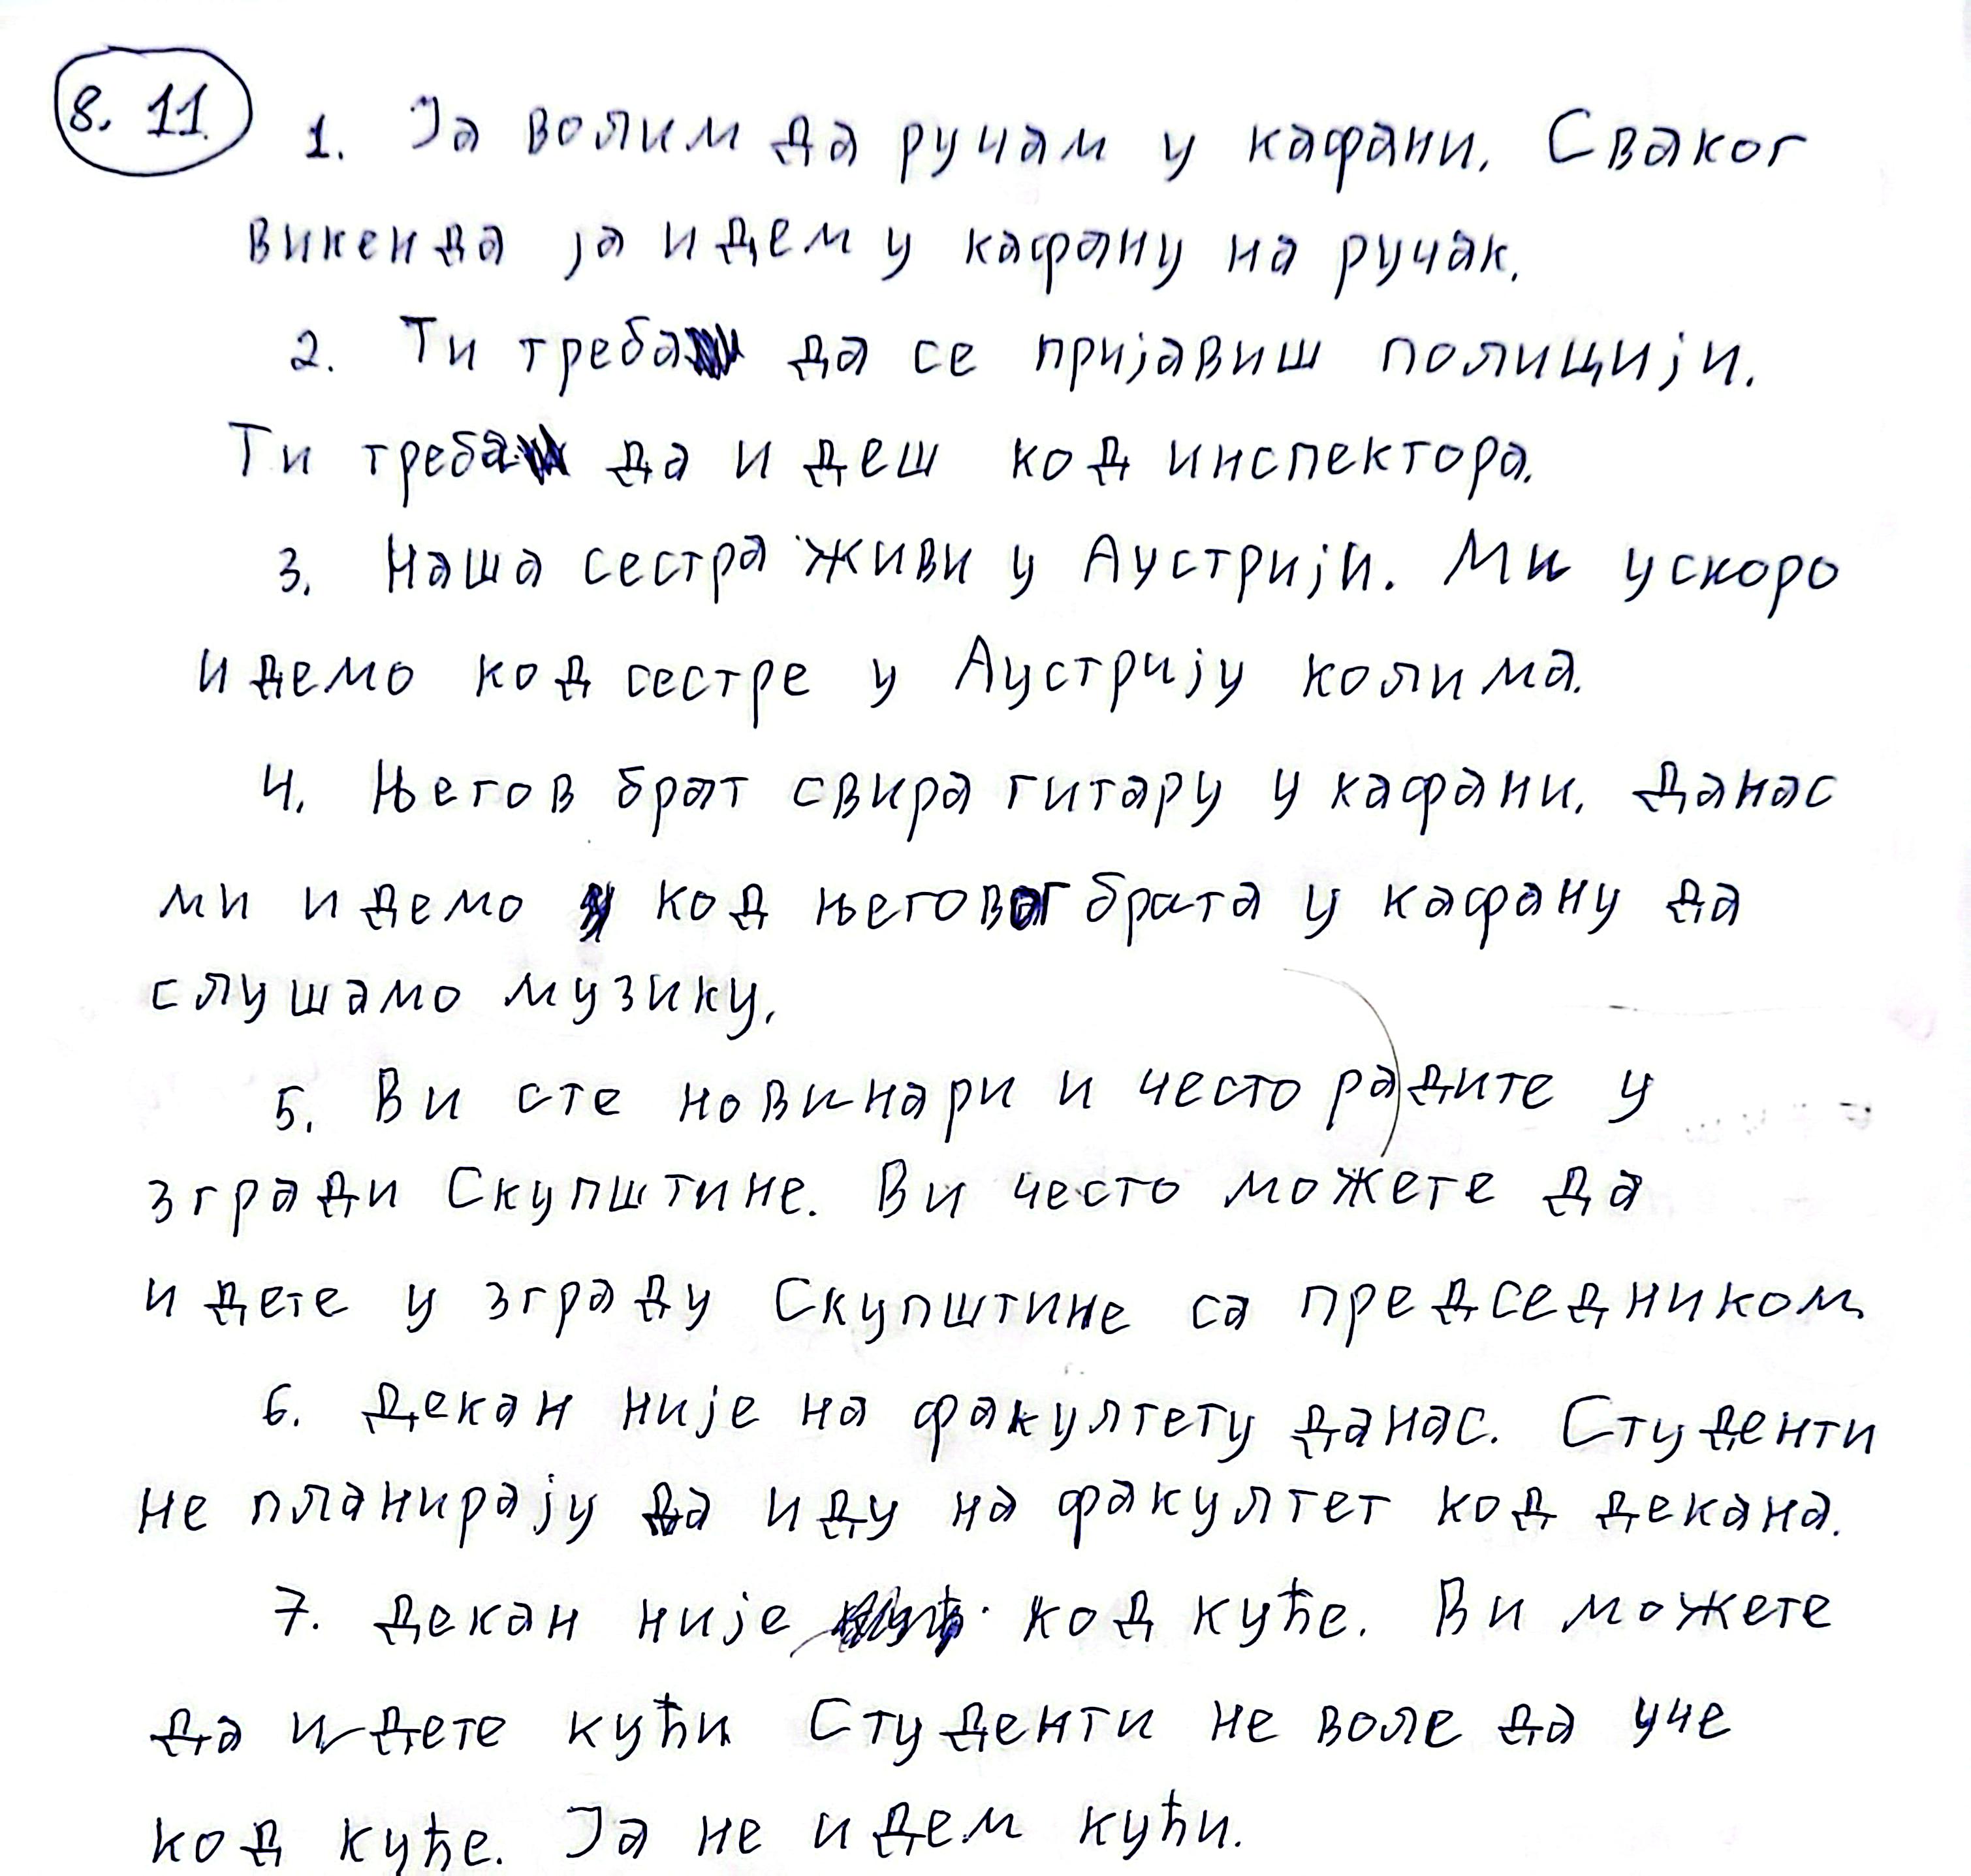 8. 11. 1. Ја волим да ручам у кафани. Сваког
викенда ја идем у кафану на ручак.
2. Ти треба да се пријавиш полицији.
Ти треба да идеш код инспектора.
3. Наша сестра живи у Аустрији. Ми ускоро
идемо код сестре у Аустрију колима.
4. Његов брат свира гитару у кафани. Данас
ми идемо код његовог брата у кафану да
слушамо музику.
5. Ви сте новинари и често радите у
згради Скупштине. Ви често можете да
идете у зграду Скупштине са председником
6. Декан није на факултету данас. Студенти
не планирају да иду на факултет код декана.
7. Декан није код куће. Ви можете
да идете кући Студенти не воле да уче
код куће. Ја не идем кући.